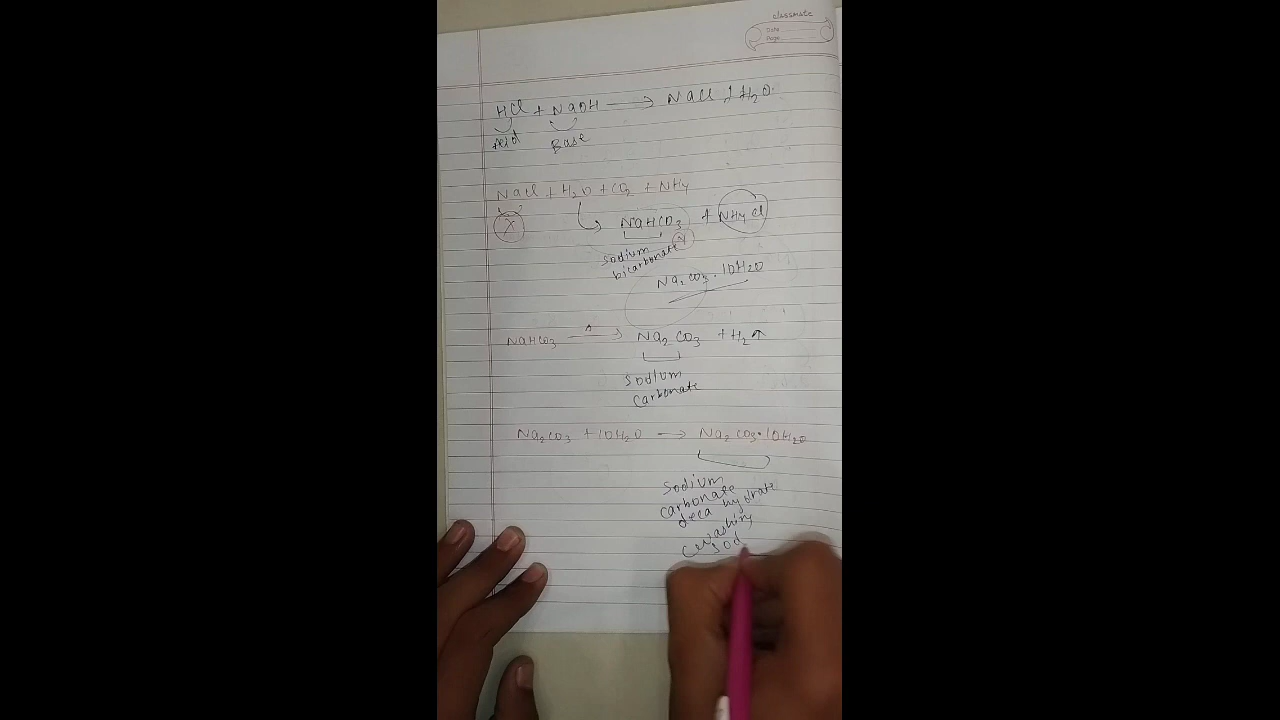 classmate
Date
Page
HCl + NaOH → NaCl + H2O
Acid Base
NaCl + H2O + CO2 + NH4
X
NaHCO3 + NH4Cl
sodium
bicarbonate
Na2CO3·10H2O
NaHCO3 Δ→ Na2CO3 + H2↑
sodium
carbonate
Na2CO3 + 10H2O → Na2CO3·10H2O
sodium
carbonate
deca hydrate
(washing
sod